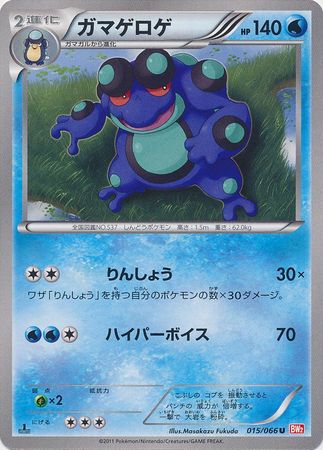 2進化 ガマゲロゲ HP 140
ガマガルから進化
全国図鑑NO.537 しんどうポケモン 高さ:1.5m 重さ:62.0kg
りんしょう 30×
ワザ「りんしょう」を持つ自分のポケモンの数×30ダメージ。
ハイパーボイス 70
弱点 抵抗力
×2
にげる
こぶしの コブを 振動させると
パンチの 威力が 倍増する。
一撃で 大岩を 粉砕。
Illus.Masakazu Fukuda 015/066 U BW2
©2011 Pokémon/Nintendo/Creatures/GAME FREAK.